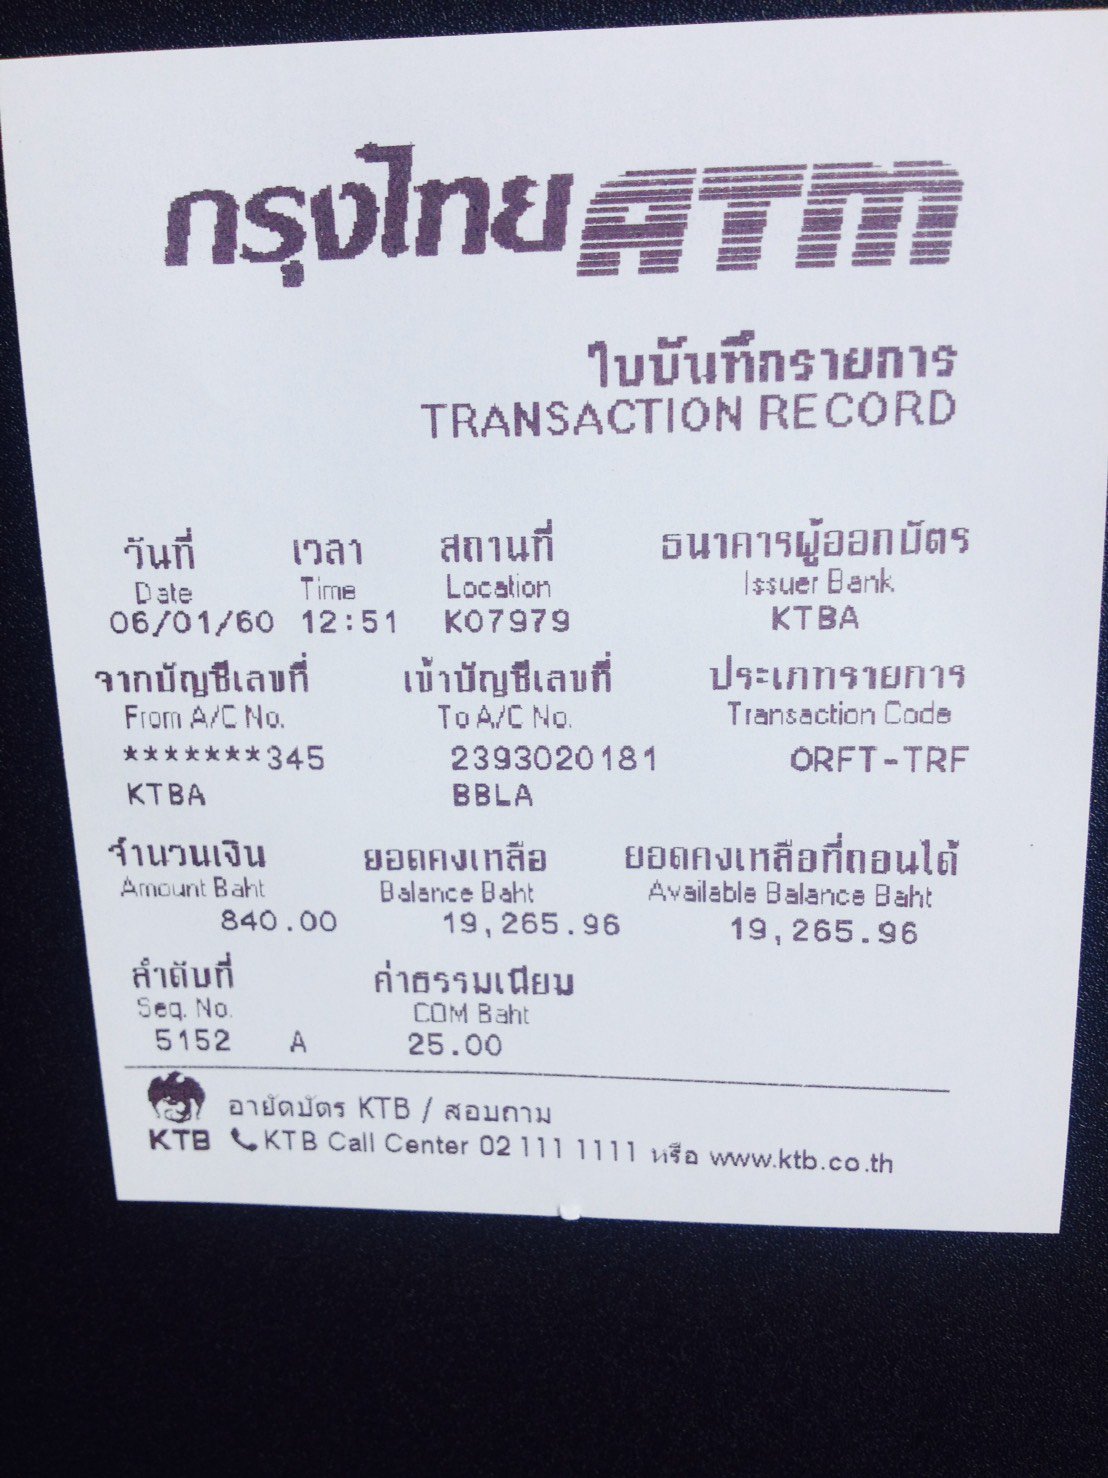 กรุงไทย ATM
ใบบันทึกรายการ
TRANSACTION RECORD
วันที่ เวลา สถานที่ ธนาคารผู้ออกบัตร
Date Time Location Issuer Bank
06/01/60 12:51 K07979 KTBA
จากบัญชีเลขที่ เข้าบัญชีเลขที่ ประเภทรายการ
From A/C No. To A/C No. Transaction Code
*******345 2393020181 ORFT-TRF
KTBA BBLA
จำนวนเงิน ยอดคงเหลือ ยอดคงเหลือที่ถอนได้
Amount Baht Balance Baht Available Balance Baht
840.00 19,265.96 19,265.96
ลำดับที่ ค่าธรรมเนียม
Seq. No. COM Baht
5152 A 25.00
อายัดบัตร KTB / สอบถาม
KTB KTB Call Center 02 111 1111 หรือ www.ktb.co.th